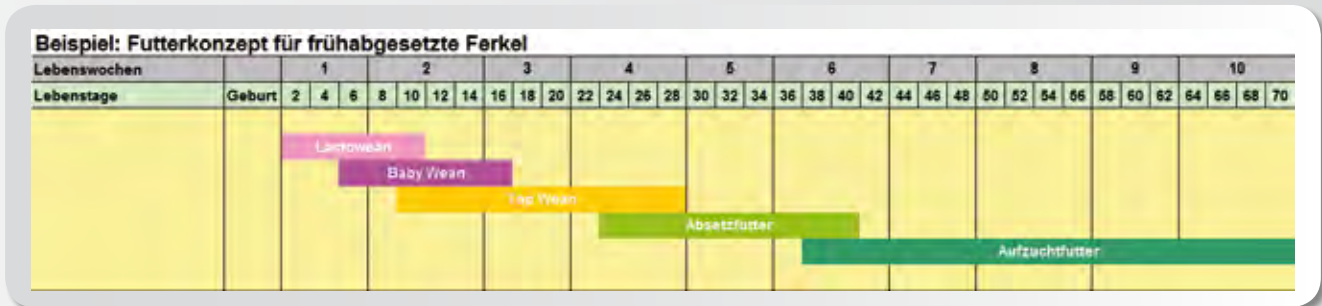 Beispiel: Futterkonzept für frühabgesetzte Ferkel
Lebenswochen 1 2 3 4 5 6 7 8 9 10
Lebenstage Geburt 2 4 6 8 10 12 14 16 18 20 22 24 26 28 30 32 34 36 38 40 42 44 46 48 50 52 54 56 58 60 62 64 66 68 70
Lactowean
Baby Wean
Top Wean
Absetzfutter
Aufzuchtfutter